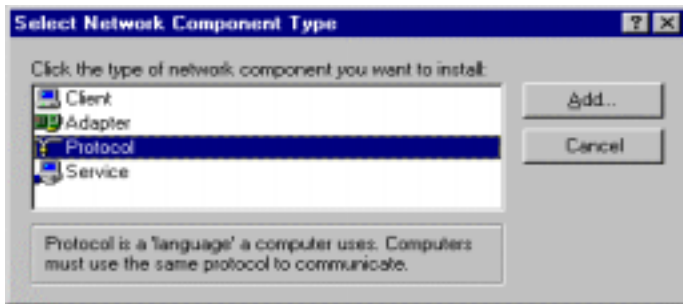 Select Network Component Type
Click the type of network component you want to install:
Client
Adapter
Protocol
Service
Add...
Cancel
Protocol is a 'language' a computer uses. Computers
must use the same protocol to communicate.